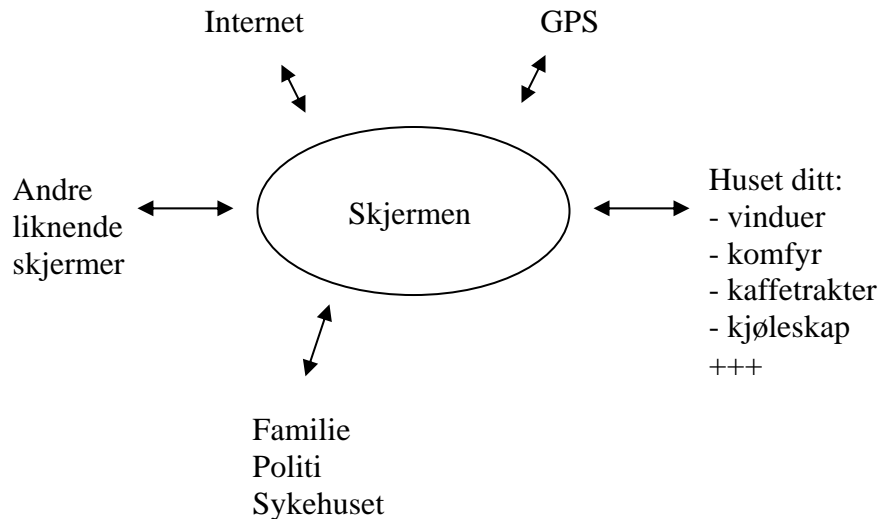 Internet
GPS
Andre
liknende
skjermer
Skjermen
Huset ditt:
- vinduer
- komfyr
- kaffetrakter
- kjøleskap
+++
Familie
Politi
Sykehuset